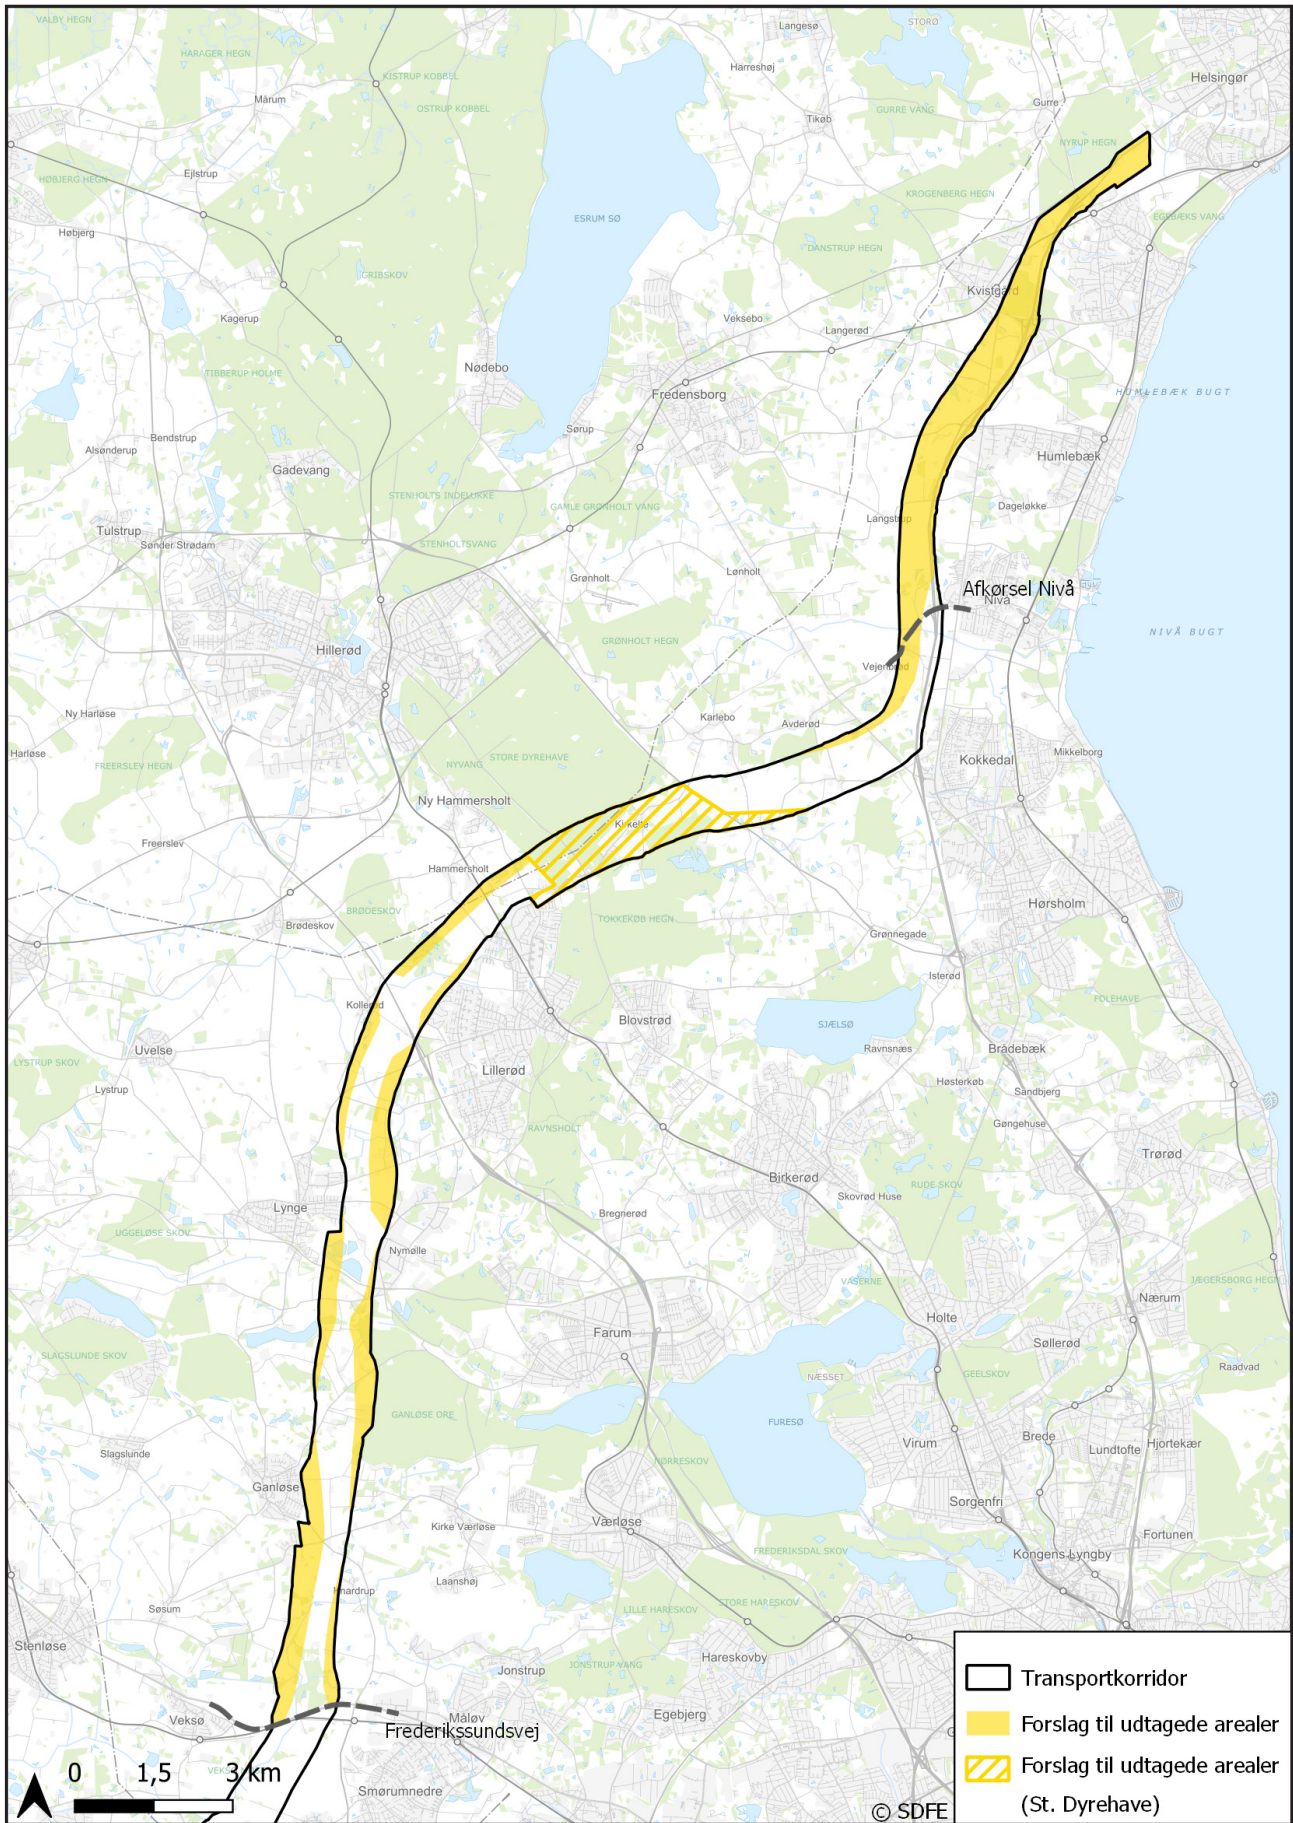 VALBY HEGN
Langesø
STORØ
HARAGER HEGN
KISTRUP KOBBEL
Harreshøj
Helsingør
Mårum
OSTRUP KOBBEL
GURRE VANG
Gurre
Tikøb
NYRUP HEGN
HØBJERG HEGN
Ejlstrup
KROGENBERG HEGN
Høbjerg
ESRUM SØ
EGEBÆKS VANG
DANSTRUP HEGN
GRIBSKOV
Kvistgård
Kagerup
Veksebo
Langerød
TIBBERUP HOLME
Nødebo
Fredensborg
HUMLEBÆK BUGT
Bendstrup
Sørup
Alsønderup
Humlebæk
Gadevang
STENHOLTS INDELUKKE
GAMLE GRØNHOLT VANG
Dageløkke
Langstrup
Tulstrup
Sønder Strødam
STENHOLTSVANG
Grønholt
Lønholt
Afkørsel Nivå
Nivå
NIVÅ BUGT
GRØNHOLT HEGN
Hillerød
Vejenbrød
Ny Harløse
Karlebo
Avderød
Harløse
FREERSLEV HEGN
NYVANG
STORE DYREHAVE
Kokkedal
Mikkelborg
Ny Hammersholt
Kirkelte
Freerslev
Hammersholt
BRØDESKOV
Brødeskov
TOKKEKØB HEGN
Hørsholm
Grønnegade
Isterød
Kollerød
FOLEHAVE
Blovstrød
SJÆLSØ
Uvelse
Ravnsnæs
Brådebæk
LYSTRUP SKOV
Lillerød
Lystrup
Høsterkøb
Sandbjerg
RAVNSHOLT
Gøngehuse
Trørød
Birkerød
RUDE SKOV
Skovrød Huse
Lynge
Bregnerød
UGGELØSE SKOV
Nymølle
VASERNE
JÆGERSBORG HEGN
Nærum
Holte
Farum
Søllerød
SLAGSLUNDE SKOV
Raadvad
NÆSSET
GEELSKOV
GANLØSE ORE
FURESØ
Brede
Virum
Lundtofte
Hjortekær
Slagslunde
NØRRESKOV
Ganløse
Sorgenfri
Kirke Værløse
Værløse
Fortunen
FREDERIKSDAL SKOV
Kongens Lyngby
Laanshøj
Knardrup
Søsum
LILLE HARESKOV
STORE HARESKOV
Stenløse
Hareskovby
Jonstrup
JONSTRUP VANG
Transportkorridor
Veksø
Måløv
Egebjerg
Frederikssundsvej
Forslag til udtagede arealer
0 1,5 3 km
Forslag til udtagede arealer
Smørumnedre
(St. Dyrehave)
© SDFE